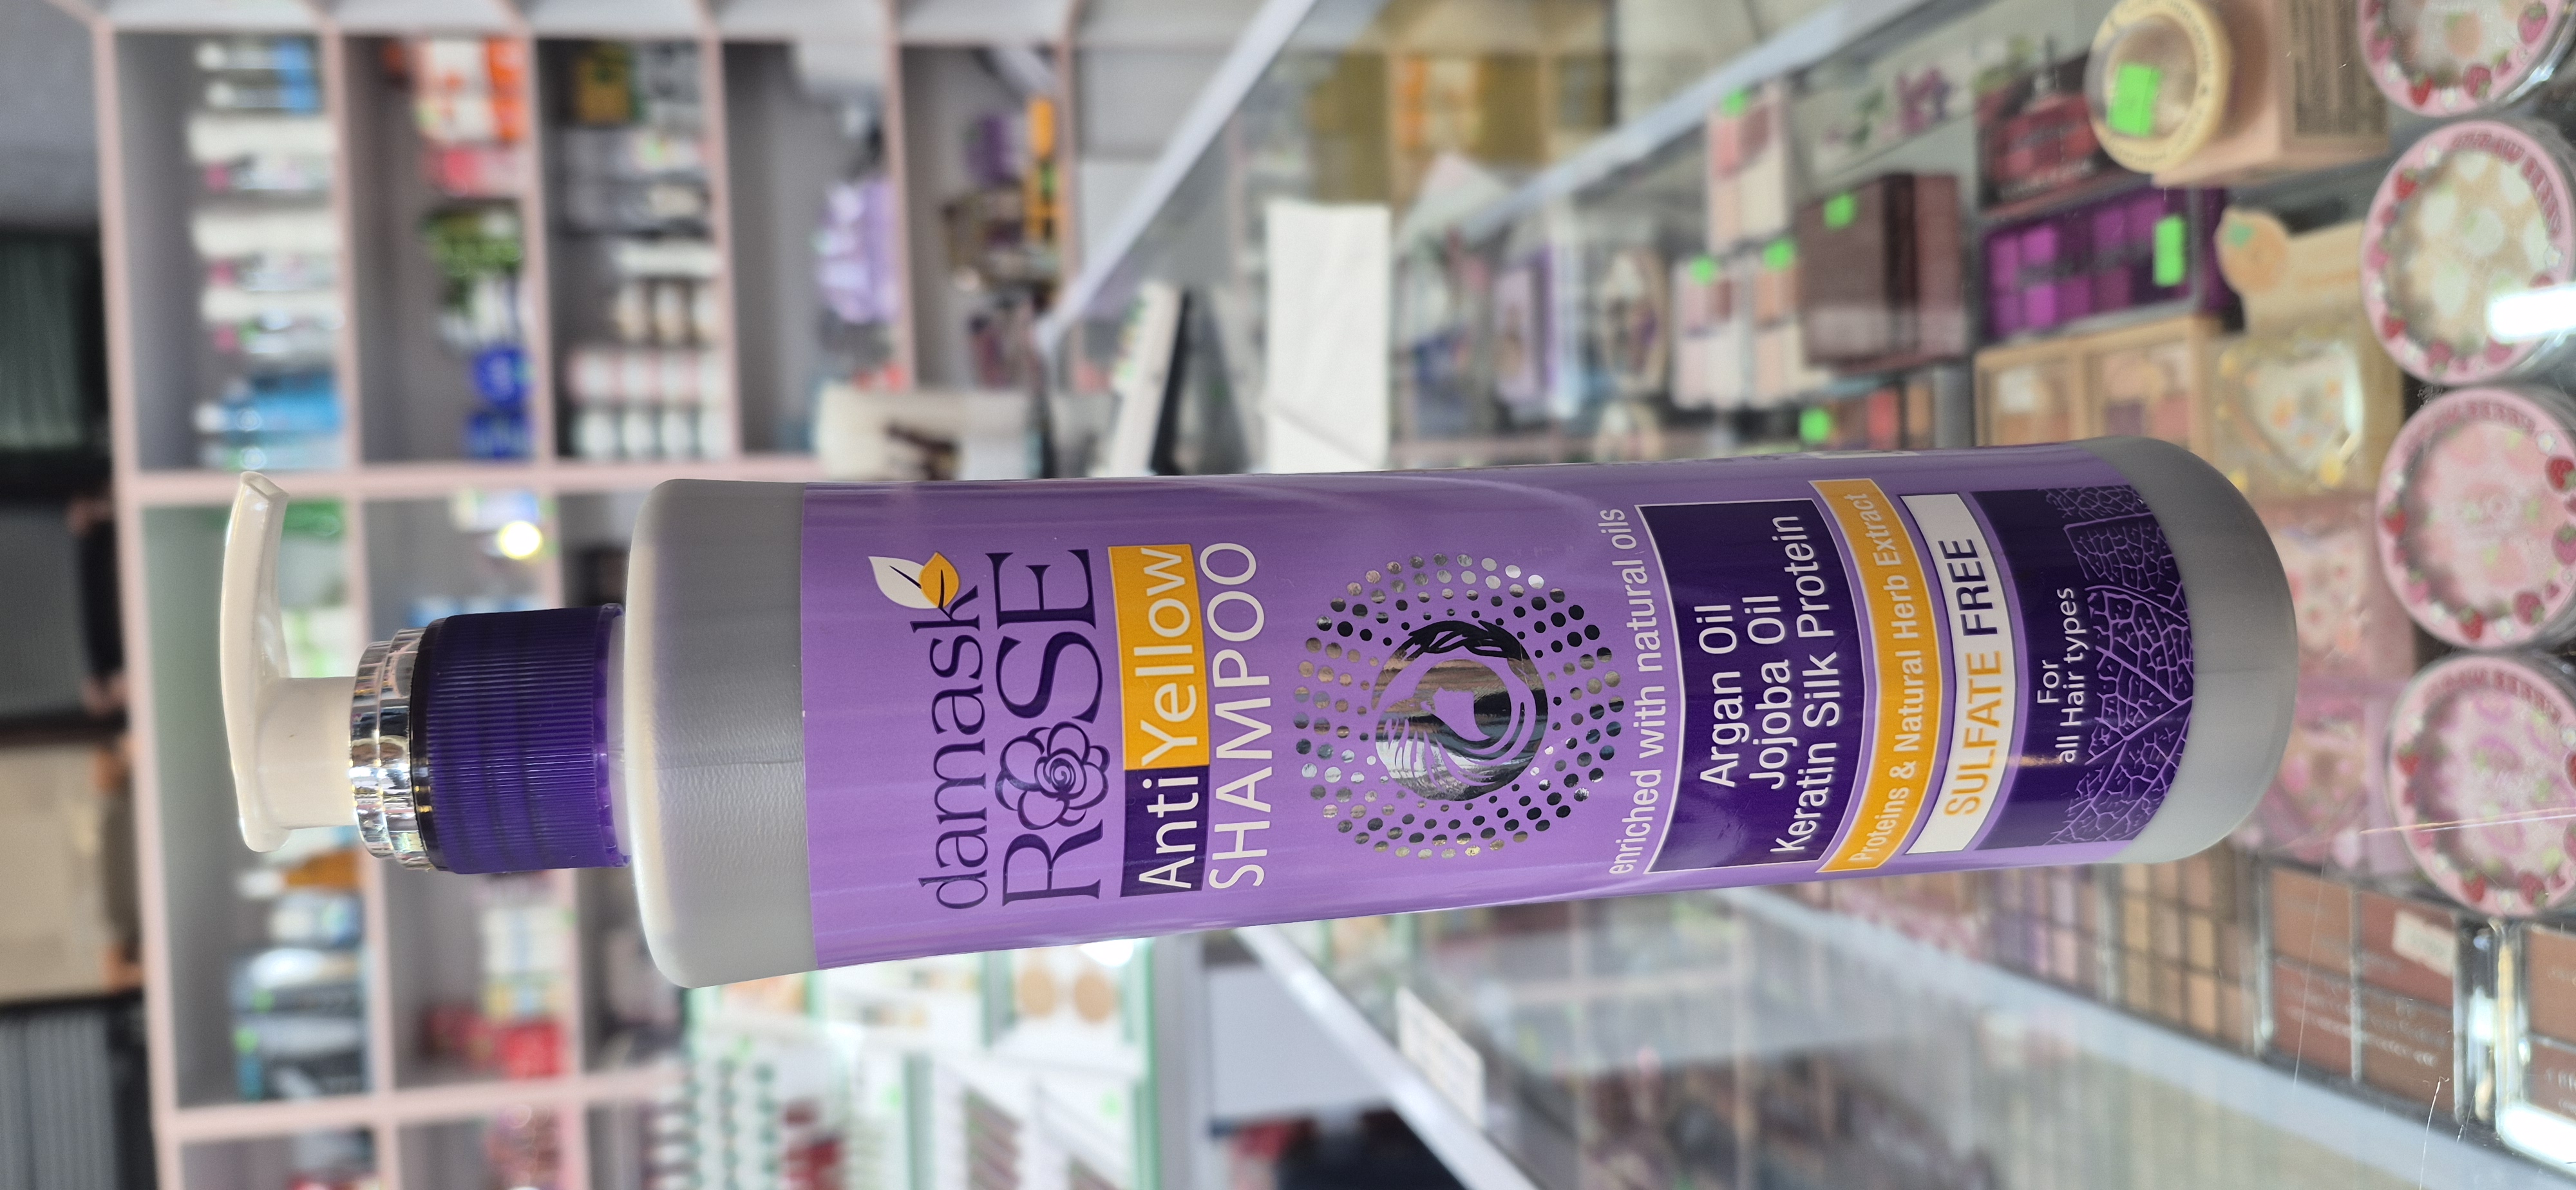 damask
ROSE
Anti Yellow
SHAMPOO
enriched with natural oils
Argan Oil
Jojoba Oil
Keratin Silk Protein
Proteins & Natural Herb Extract
SULFATE FREE
For
all Hair types